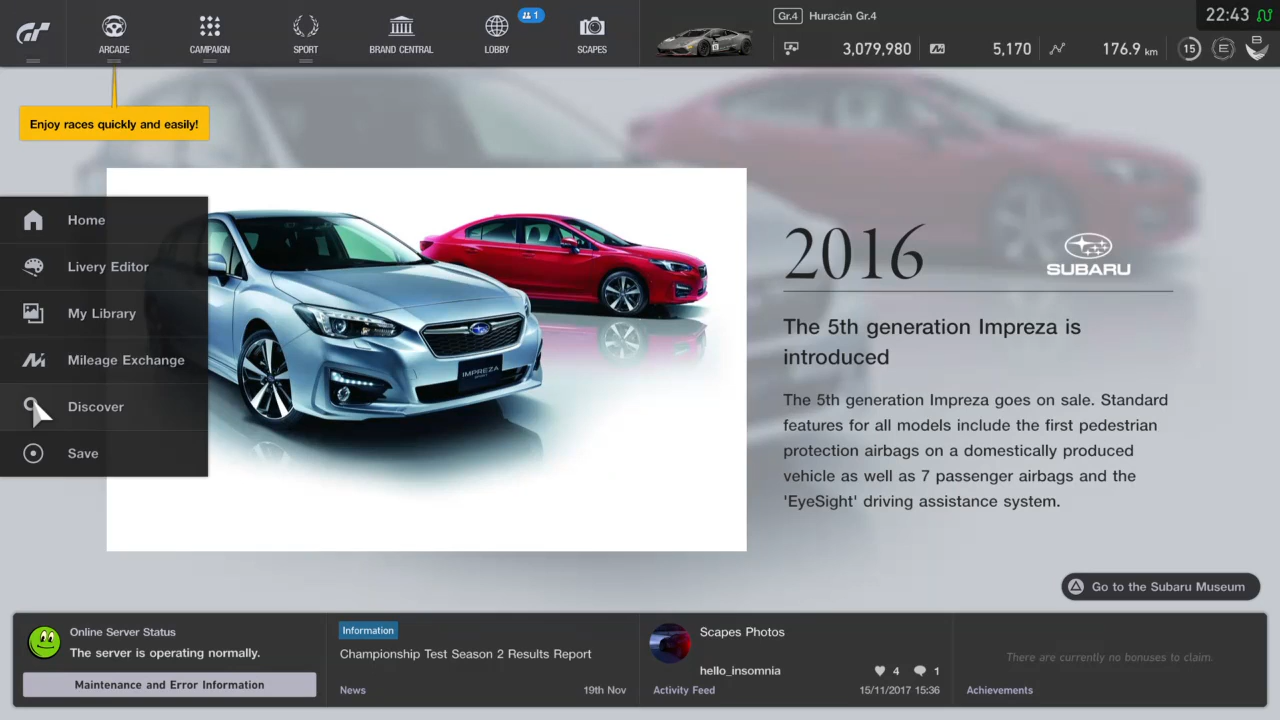 ARCADE
CAMPAIGN
SPORT
BRAND CENTRAL
LOBBY
1
SCAPES
Gr.4 Huracán Gr.4
3,079,980
5,170
176.9 km
22:43
15
E
B
Enjoy races quickly and easily!
Home
Livery Editor
My Library
Mileage Exchange
Discover
Save
IMPREZA
2016
SUBARU
The 5th generation Impreza is
introduced
The 5th generation Impreza goes on sale. Standard
features for all models include the first pedestrian
protection airbags on a domestically produced
vehicle as well as 7 passenger airbags and the
'EyeSight' driving assistance system.
Go to the Subaru Museum
Online Server Status
The server is operating normally.
Maintenance and Error Information
Information
Championship Test Season 2 Results Report
News
19th Nov
Scapes Photos
hello_insomnia
4
1
Activity Feed
15/11/2017 15:36
There are currently no bonuses to claim.
Achievements